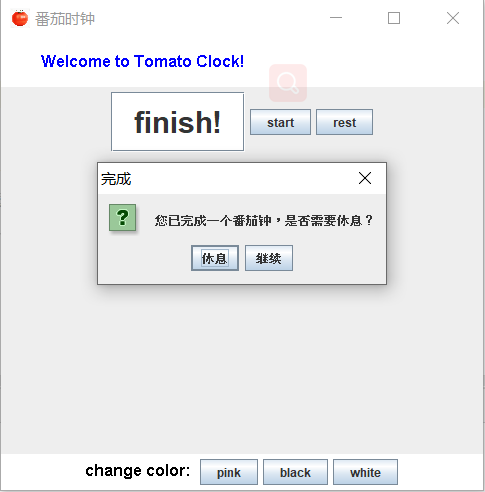 番茄时钟
Welcome to Tomato Clock!
finish!
start
rest
完成
您已完成一个番茄钟，是否需要休息？
休息
继续
change color:
pink
black
white